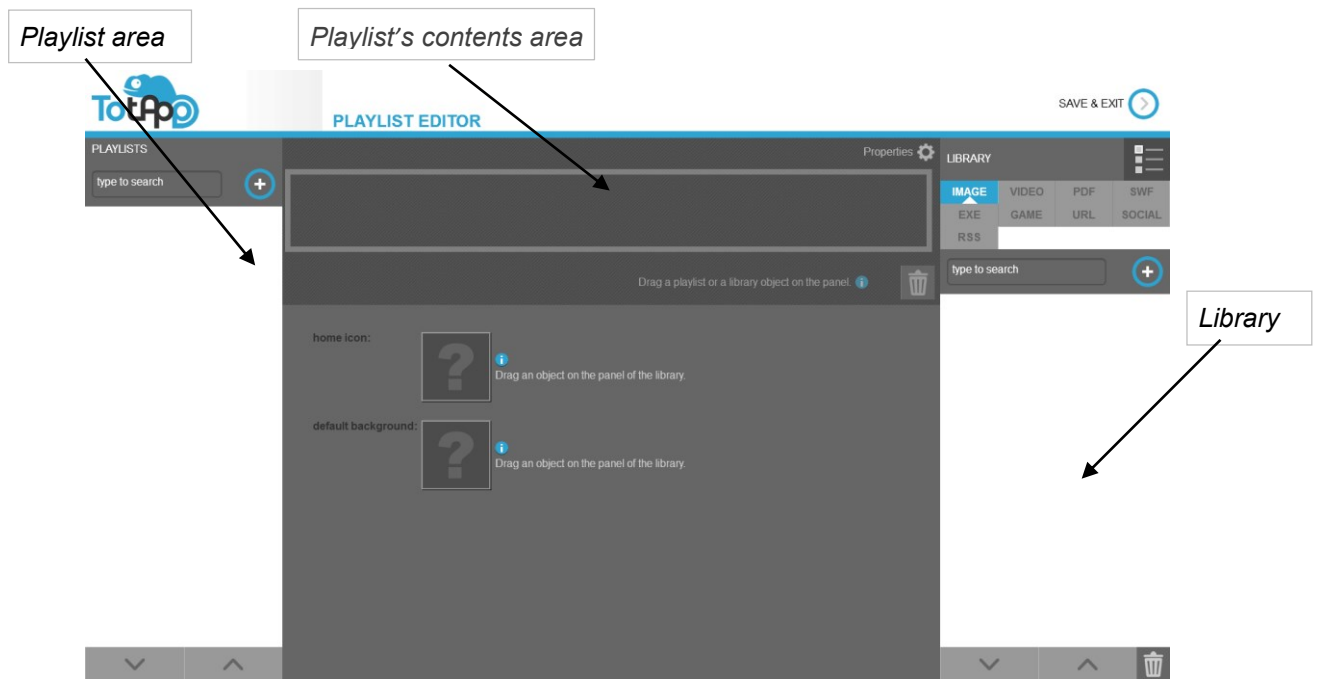 Playlist area
Playlist's contents area
TotApp
PLAYLIST EDITOR
SAVE & EXIT
PLAYLISTS
type to search
Properties
LIBRARY
IMAGE VIDEO PDF SWF
EXE GAME URL SOCIAL
RSS
type to search
Drag a playlist or a library object on the panel.
Library
home icon:
Drag an object on the panel of the library.
default background:
Drag an object on the panel of the library.